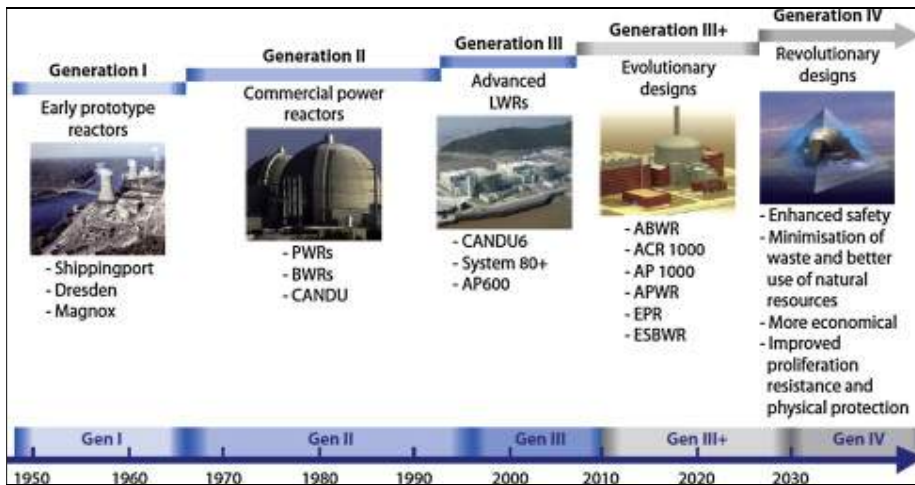 Generation I
Early prototype
reactors
- Shippingport
- Dresden
- Magnox
Generation II
Commercial power
reactors
- PWRs
- BWRs
- CANDU
Generation III
Advanced
LWRs
- CANDU6
- System 80+
- AP600
Generation III+
Evolutionary
designs
- ABWR
- ACR 1000
- AP 1000
- APWR
- EPR
- ESBWR
Generation IV
Revolutionary
designs
- Enhanced safety
- Minimisation of
waste and better
use of natural
resources
- More economical
- Improved
proliferation
resistance and
physical protection
Gen I Gen II Gen III Gen III+ Gen IV
1950 1960 1970 1980 1990 2000 2010 2020 2030